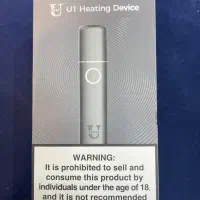 U1 Heating Device
U
WARNING:
It is prohibited to sell and
consume this product by
individuals under the age of 18,
and it is not recommended